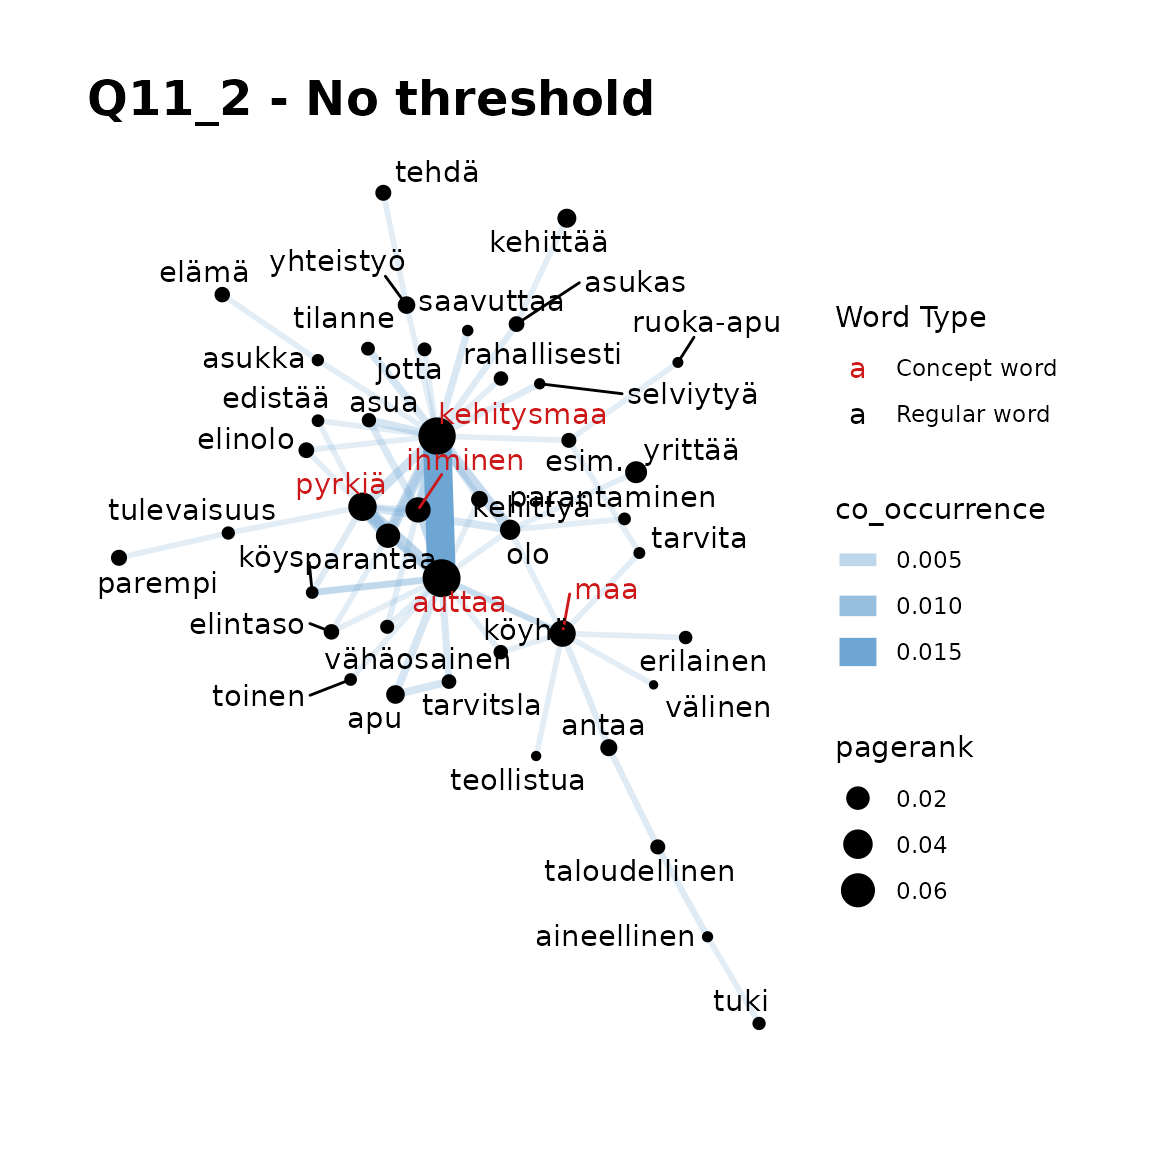 Q11_2 - No threshold
tehdä
kehittää
yhteistyö
elämä
asukas
saavuttaa
tilanne
ruoka-apu
asukka
jotta
rahallisesti
edistää
asua
selviytyä
kehitysmaa
elinolo
ihminen
esim.
yrittää
pyrkiä
parantaminen
kehittyä
tulevaisuus
tarvita
köys
parantaa
olo
parempi
auttaa
maa
elintaso
köyhä
vähäosainen
erilainen
toinen
apu
tarvitsla
välinen
antaa
teollistua
taloudellinen
aineellinen
tuki
Word Type
a Concept word
a Regular word
co_occurrence
0.005
0.010
0.015
pagerank
0.02
0.04
0.06